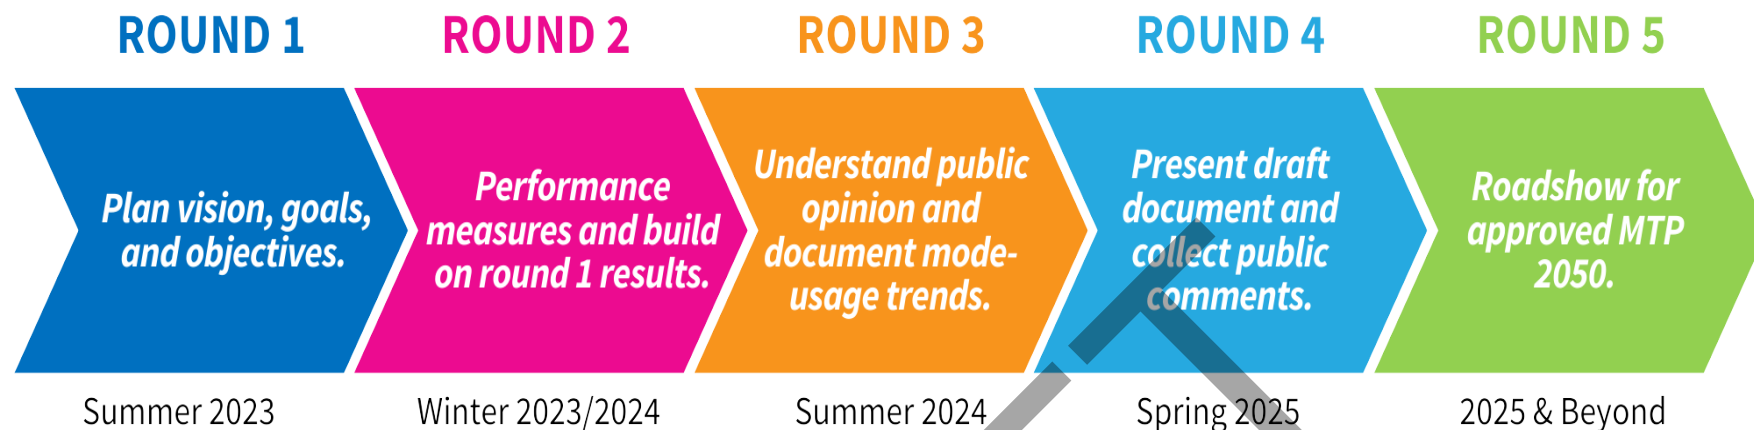 ROUND 1
ROUND 2
ROUND 3
ROUND 4
ROUND 5
Plan vision, goals,
and objectives.
Performance
measures and build
on round 1 results.
Understand public
opinion and
document mode-
usage trends.
Present draft
document and
collect public
comments.
Roadshow for
approved MTP
2050.
Summer 2023
Winter 2023/2024
Summer 2024
Spring 2025
2025 & Beyond